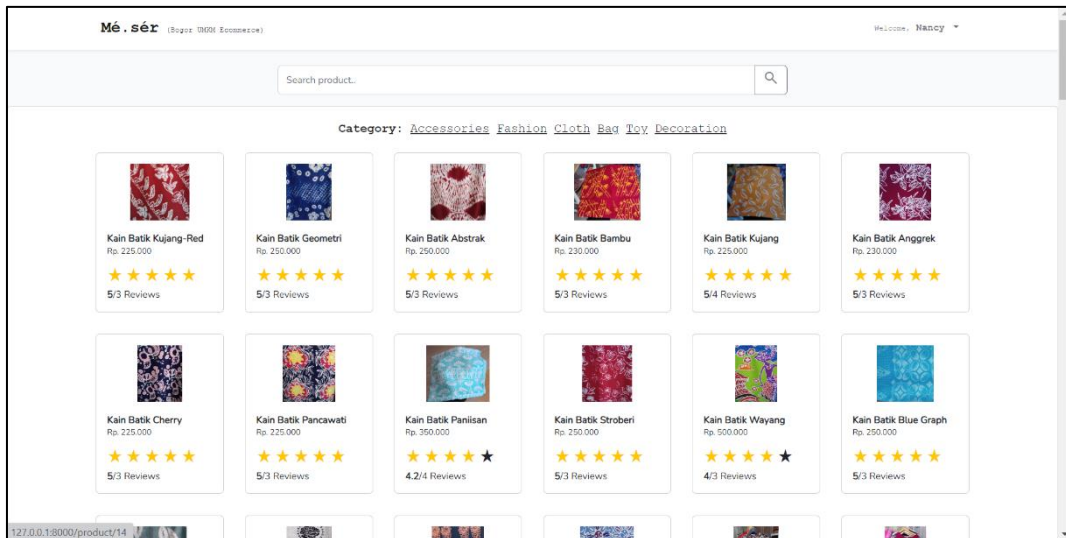 Mé.sér (Bogor UMKM Ecommerce)
Welcome, Nancy
Search product..
Category: Accessories Fashion Cloth Bag Toy Decoration
Kain Batik Kujang-Red
Rp. 225.000
5/3 Reviews
Kain Batik Geometri
Rp. 250.000
5/3 Reviews
Kain Batik Abstrak
Rp. 250.000
5/3 Reviews
Kain Batik Bambu
Rp. 230.000
5/3 Reviews
Kain Batik Kujang
Rp. 225.000
5/4 Reviews
Kain Batik Anggrek
Rp. 230.000
5/3 Reviews
Kain Batik Cherry
Rp. 225.000
5/3 Reviews
Kain Batik Pancawati
Rp. 225.000
5/3 Reviews
Kain Batik Paniisan
Rp. 350.000
4.2/4 Reviews
Kain Batik Stroberi
Rp. 250.000
5/3 Reviews
Kain Batik Wayang
Rp. 500.000
4/3 Reviews
Kain Batik Blue Graph
Rp. 250.000
5/3 Reviews
127.0.0.1:8000/product/14